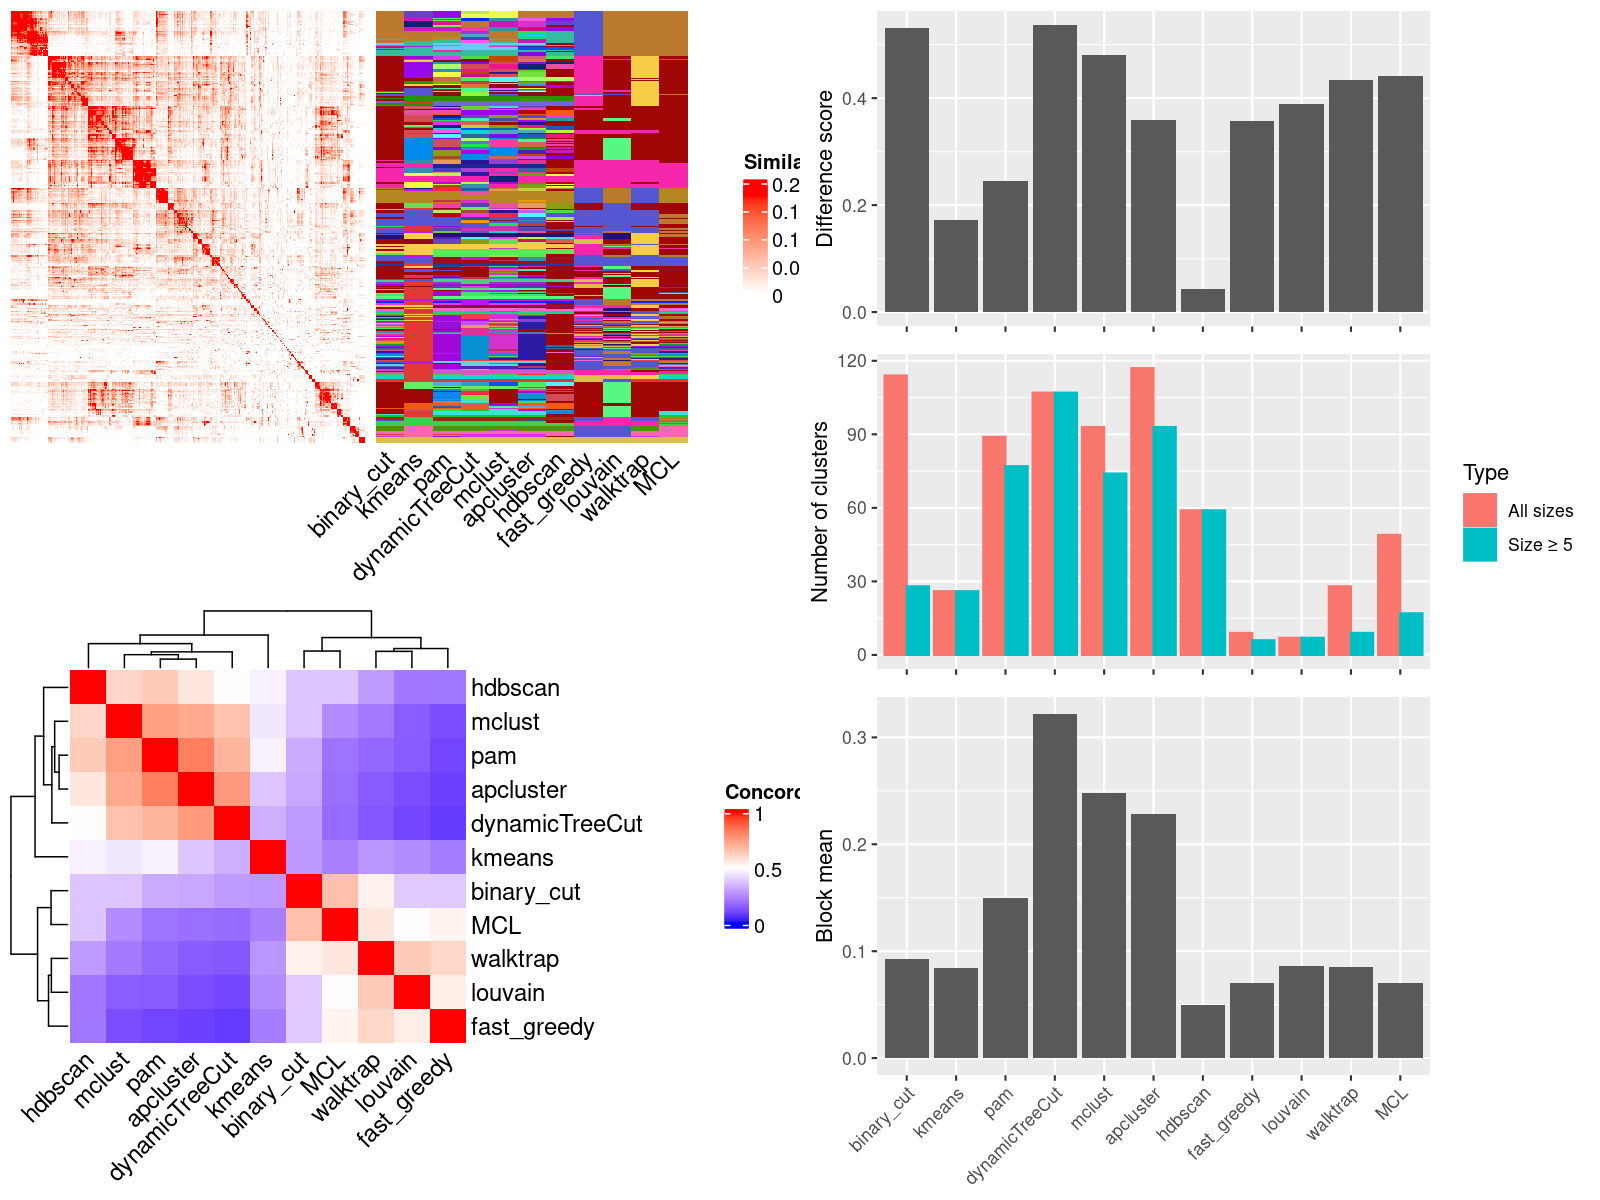 Simila
0.2
0.1
0.1
0.0
0
binary_cut
kmeans
pam
dynamicTreeCut
mclust
apcluster
hdbscan
fast_greedy
louvain
walktrap
MCL
hdbscan
mclust
pam
apcluster
dynamicTreeCut
kmeans
binary_cut
MCL
walktrap
louvain
fast_greedy
hdbscan
mclust
pam
apcluster
dynamicTreeCut
kmeans
binary_cut
MCL
walktrap
louvain
fast_greedy
Concor
1
0.5
0
Difference score
0.4
0.2
0.0
Number of clusters
120
90
60
30
0
Type
All sizes
Size ≥ 5
Block mean
0.3
0.2
0.1
0.0
binary_cut
kmeans
pam
dynamicTreeCut
mclust
apcluster
hdbscan
fast_greedy
louvain
walktrap
MCL